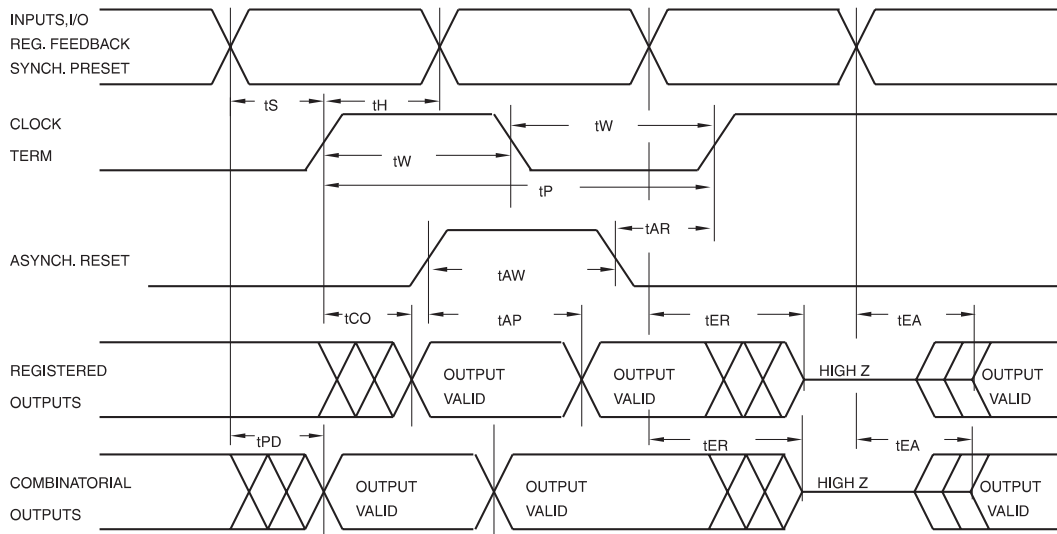 INPUTS,I/O
REG. FEEDBACK
SYNCH. PRESET
tS
tH
CLOCK
TERM
tW
tW
tP
tAR
ASYNCH. RESET
tAW
tCO
tAP
tER
tEA
REGISTERED
OUTPUTS
OUTPUT
VALID
OUTPUT
VALID
HIGH Z
OUTPUT
VALID
tPD
tER
tEA
COMBINATORIAL
OUTPUTS
OUTPUT
VALID
OUTPUT
VALID
HIGH Z
OUTPUT
VALID